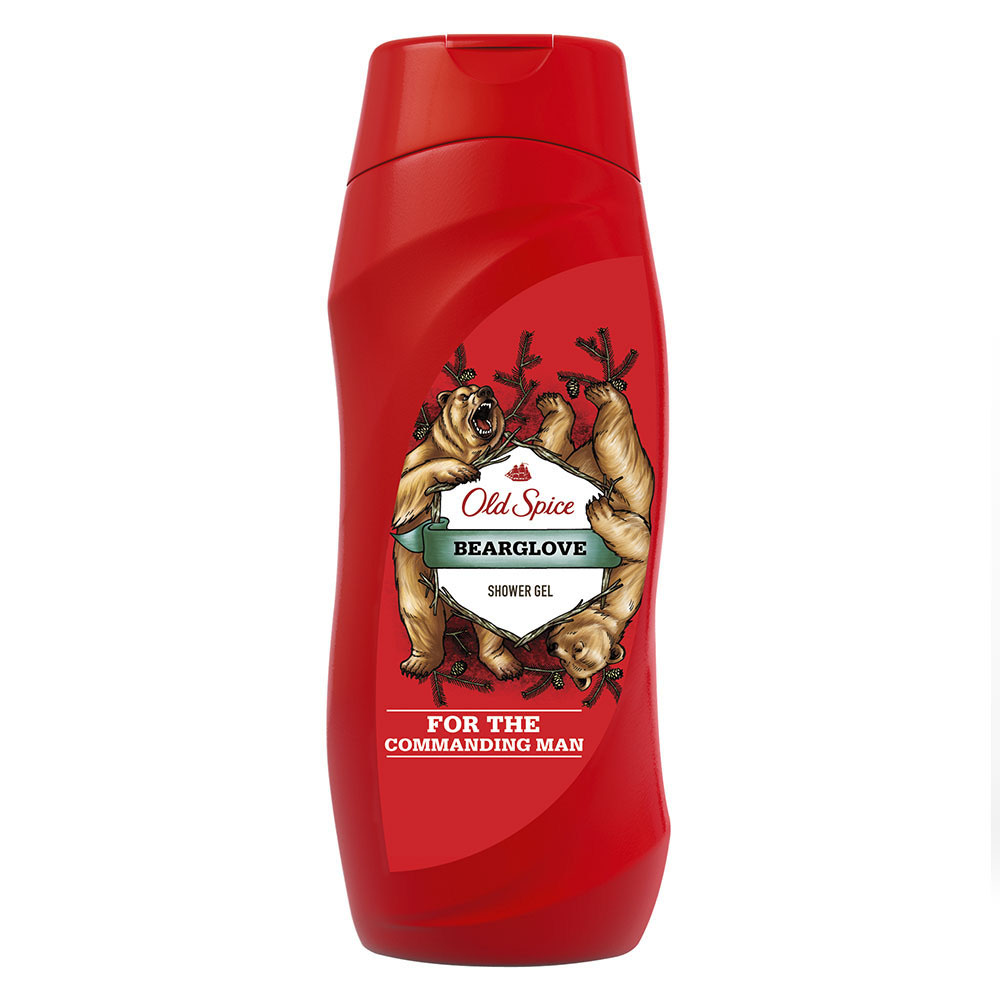 Old Spice
BEARGLOVE
SHOWER GEL
FOR THE
COMMANDING MAN